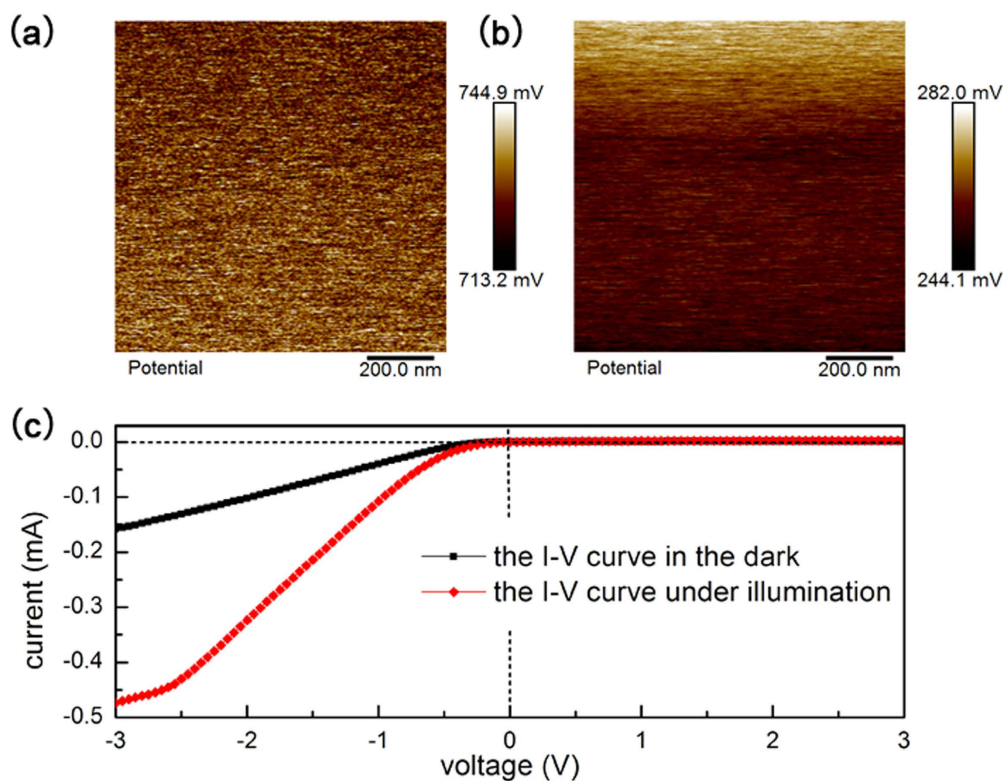 (a)
744.9 mV
713.2 mV
Potential
200.0 nm
(b)
282.0 mV
244.1 mV
Potential
200.0 nm
(c)
0.0
-0.1
-0.2
-0.3
-0.4
-0.5
current (mA)
the I-V curve in the dark
the I-V curve under illumination
-3
-2
-1
0
1
2
3
voltage (V)